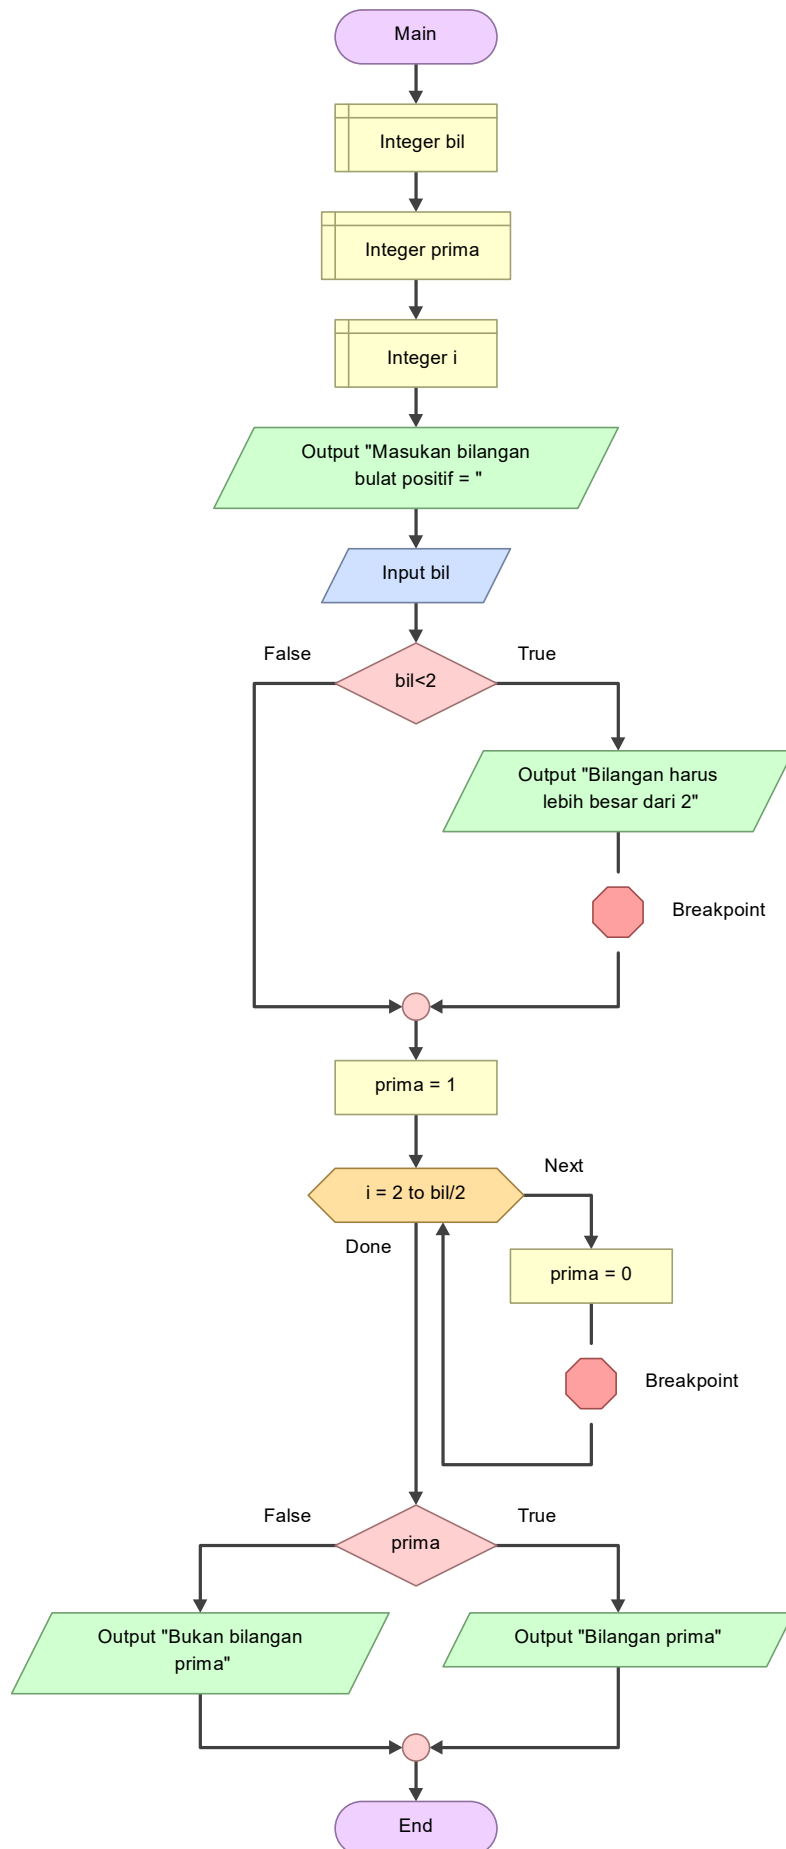 Main
Integer bil
Integer prima
Integer i
Output "Masukan bilangan
bulat positif = "
Input bil
False
True
bil<2
Output "Bilangan harus
lebih besar dari 2"
Breakpoint
prima = 1
Next
i = 2 to bil/2
Done
prima = 0
Breakpoint
False
True
prima
Output "Bukan bilangan
prima"
Output "Bilangan prima"
End